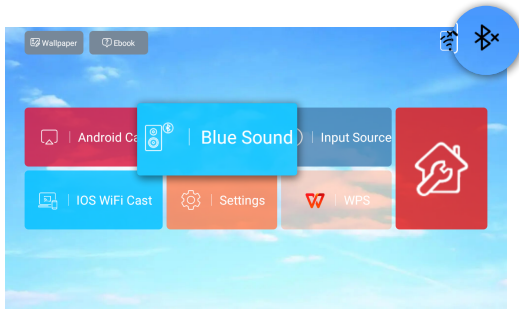 Wallpaper
Ebook
Android Ca
Blue Sound
Input Source
IOS WiFi Cast
Settings
WPS